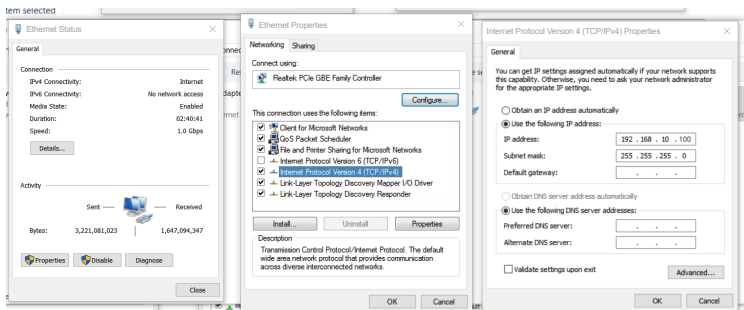 tem selected
Ethernet Status
General
Connection
IPv4 Connectivity: Internet
IPv6 Connectivity: No network access
Media State: Enabled
Duration: 02:40:41
Speed: 1.0 Gbps
Details...
Activity
Sent Received
Bytes: 3,221,081,023 1,647,094,347
Properties Disable Diagnose
Close
Ethernet Properties
Networking Sharing
Connect using:
Realtek PCIe GBE Family Controller
Configure...
This connection uses the following items:
Client for Microsoft Networks
QoS Packet Scheduler
File and Printer Sharing for Microsoft Networks
Internet Protocol Version 6 (TCP/IPv6)
Internet Protocol Version 4 (TCP/IPv4)
Link-Layer Topology Discovery Mapper I/O Driver
Link-Layer Topology Discovery Responder
Install... Uninstall Properties
Description
Transmission Control Protocol/Internet Protocol. The default
wide area network protocol that provides communication
across diverse interconnected networks.
OK Cancel
Internet Protocol Version 4 (TCP/IPv4) Properties
General
You can get IP settings assigned automatically if your network supports
this capability. Otherwise, you need to ask your network administrator
for the appropriate IP settings.
Obtain an IP address automatically
Use the following IP address:
IP address: 192 . 168 . 10 . 100
Subnet mask: 255 . 255 . 255 . 0
Default gateway: . . .
Obtain DNS server address automatically
Use the following DNS server addresses:
Preferred DNS server: . . .
Alternate DNS server: . . .
Validate settings upon exit
Advanced...
OK Cancel